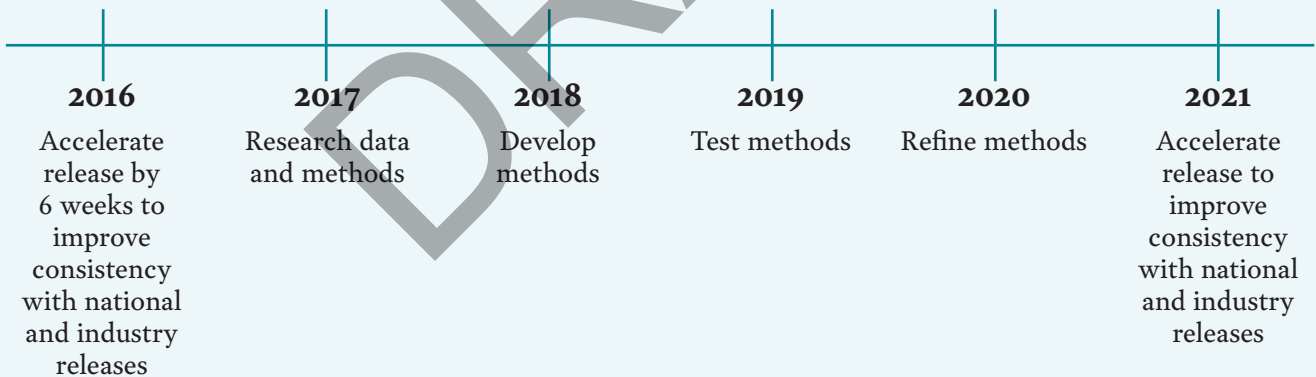 2016
Accelerate
release by
6 weeks to
improve
consistency
with national
and industry
releases
2017
Research data
and methods
2018
Develop
methods
2019
Test methods
2020
Refine methods
2021
Accelerate
release to
improve
consistency
with national
and industry
releases